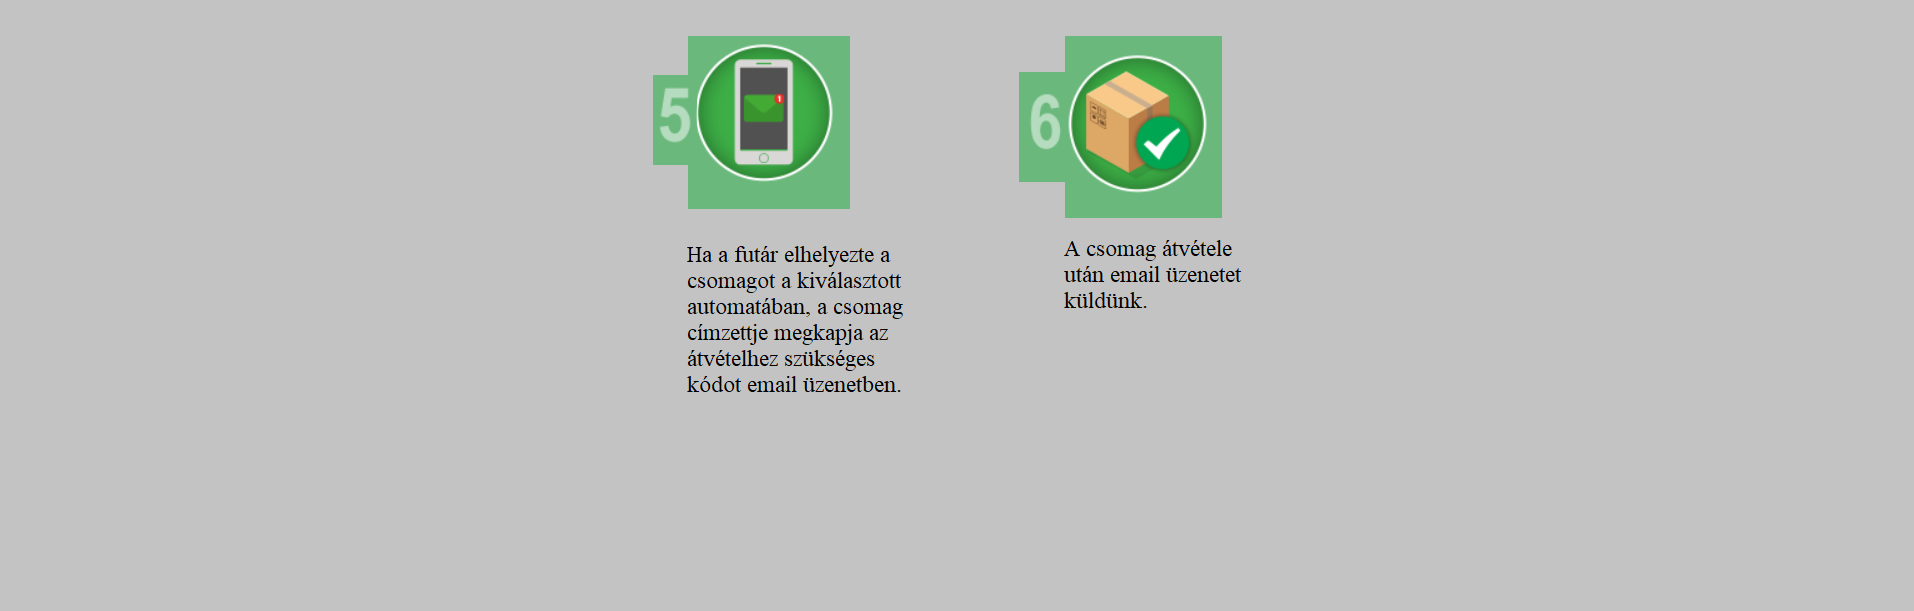 5
Ha a futár elhelyezte a
csomagot a kiválasztott
automatában, a csomag
címzettje megkapja az
átvételhez szükséges
kódot email üzenetben.
6
A csomag átvétele
után email üzenetet
küldünk.